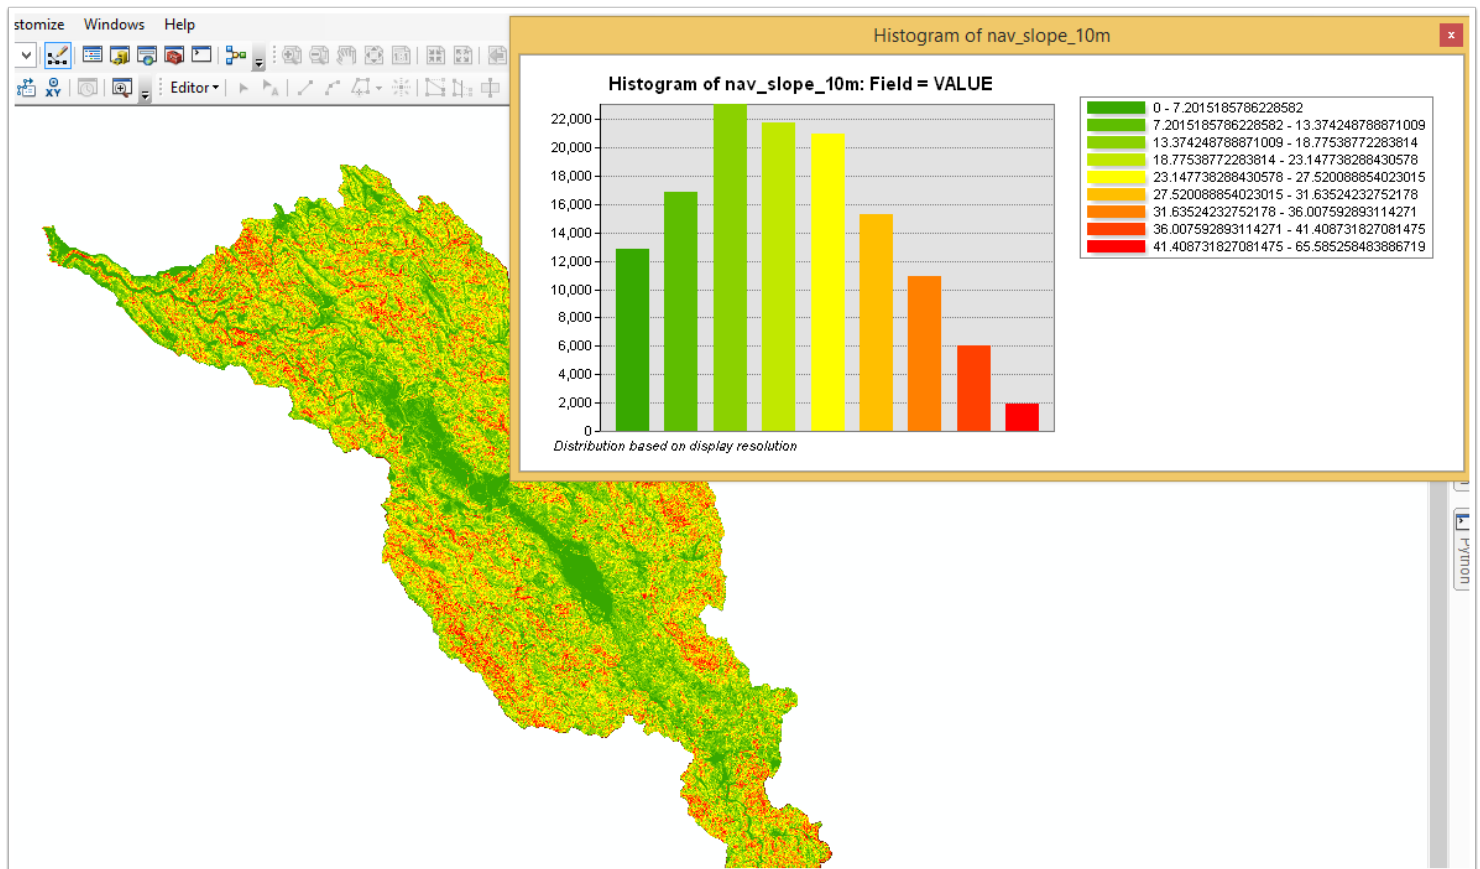 stomize Windows Help
Histogram of nav_slope_10m
x
XY
Editor
Histogram of nav_slope_10m: Field = VALUE
22,000
20,000
18,000
16,000
14,000
12,000
10,000
8,000
6,000
4,000
2,000
0
Distribution based on display resolution
0 - 7.2015185786228582
7.2015185786228582 - 13.374248788871009
13.374248788871009 - 18.77538772283814
18.77538772283814 - 23.147738288430578
23.147738288430578 - 27.520088854023015
27.520088854023015 - 31.63524232752178
31.63524232752178 - 36.007592893114271
36.007592893114271 - 41.408731827081475
41.408731827081475 - 65.585258483886719
Python